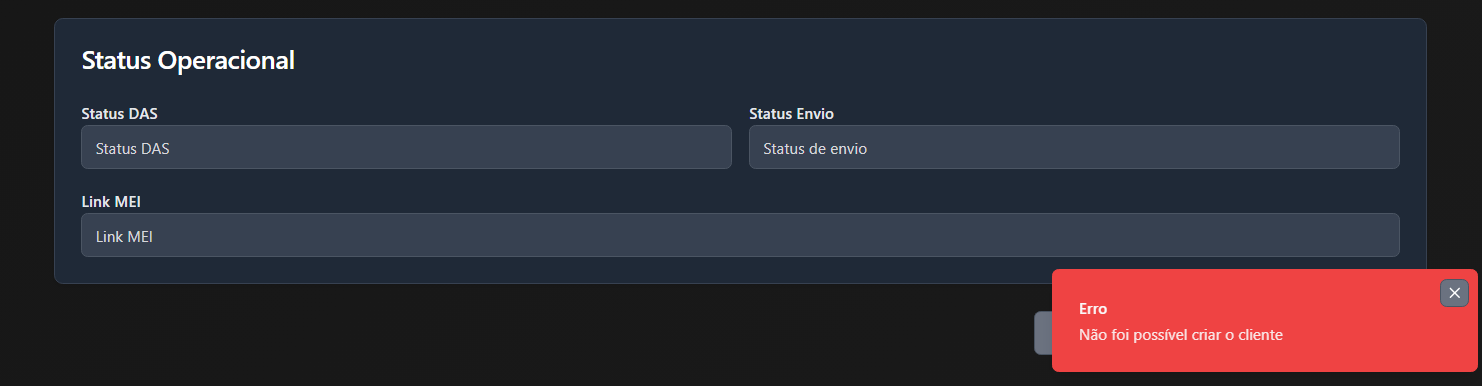 Status Operacional
Status DAS
Status Envio
Status DAS
Status de envio
Link MEI
Link MEI
Erro
Não foi possível criar o cliente